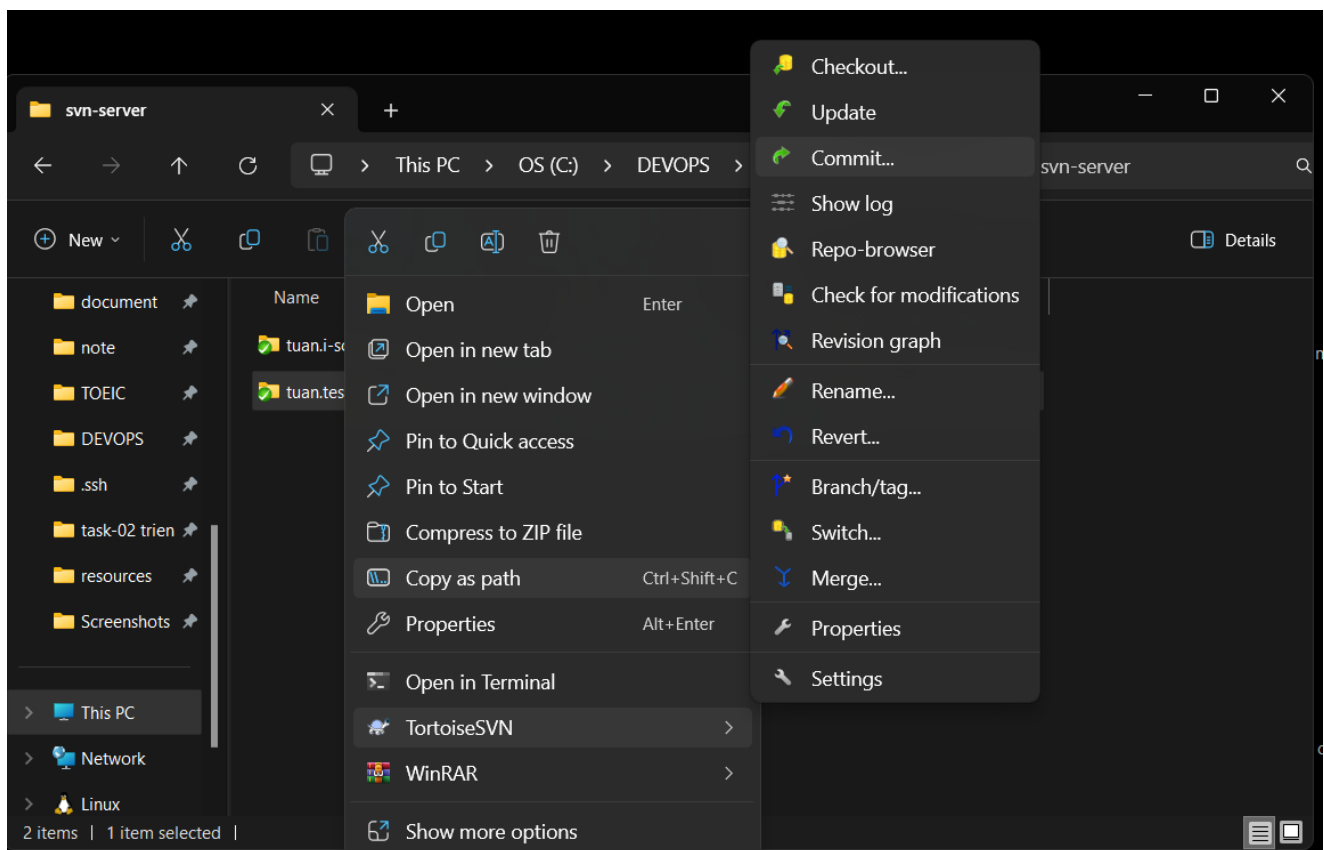 svn-server
This PC > OS (C:) > DEVOPS >
svn-server
New
Details
document
note
TOEIC
DEVOPS
.ssh
task-02 trien
resources
Screenshots
This PC
Network
Linux
Name
tuan.i-sc
tuan.tes
Open Enter
Open in new tab
Open in new window
Pin to Quick access
Pin to Start
Compress to ZIP file
Copy as path Ctrl+Shift+C
Properties Alt+Enter
Open in Terminal
TortoiseSVN
WinRAR
Show more options
Checkout...
Update
Commit...
Show log
Repo-browser
Check for modifications
Revision graph
Rename...
Revert...
Branch/tag...
Switch...
Merge...
Properties
Settings
2 items | 1 item selected |